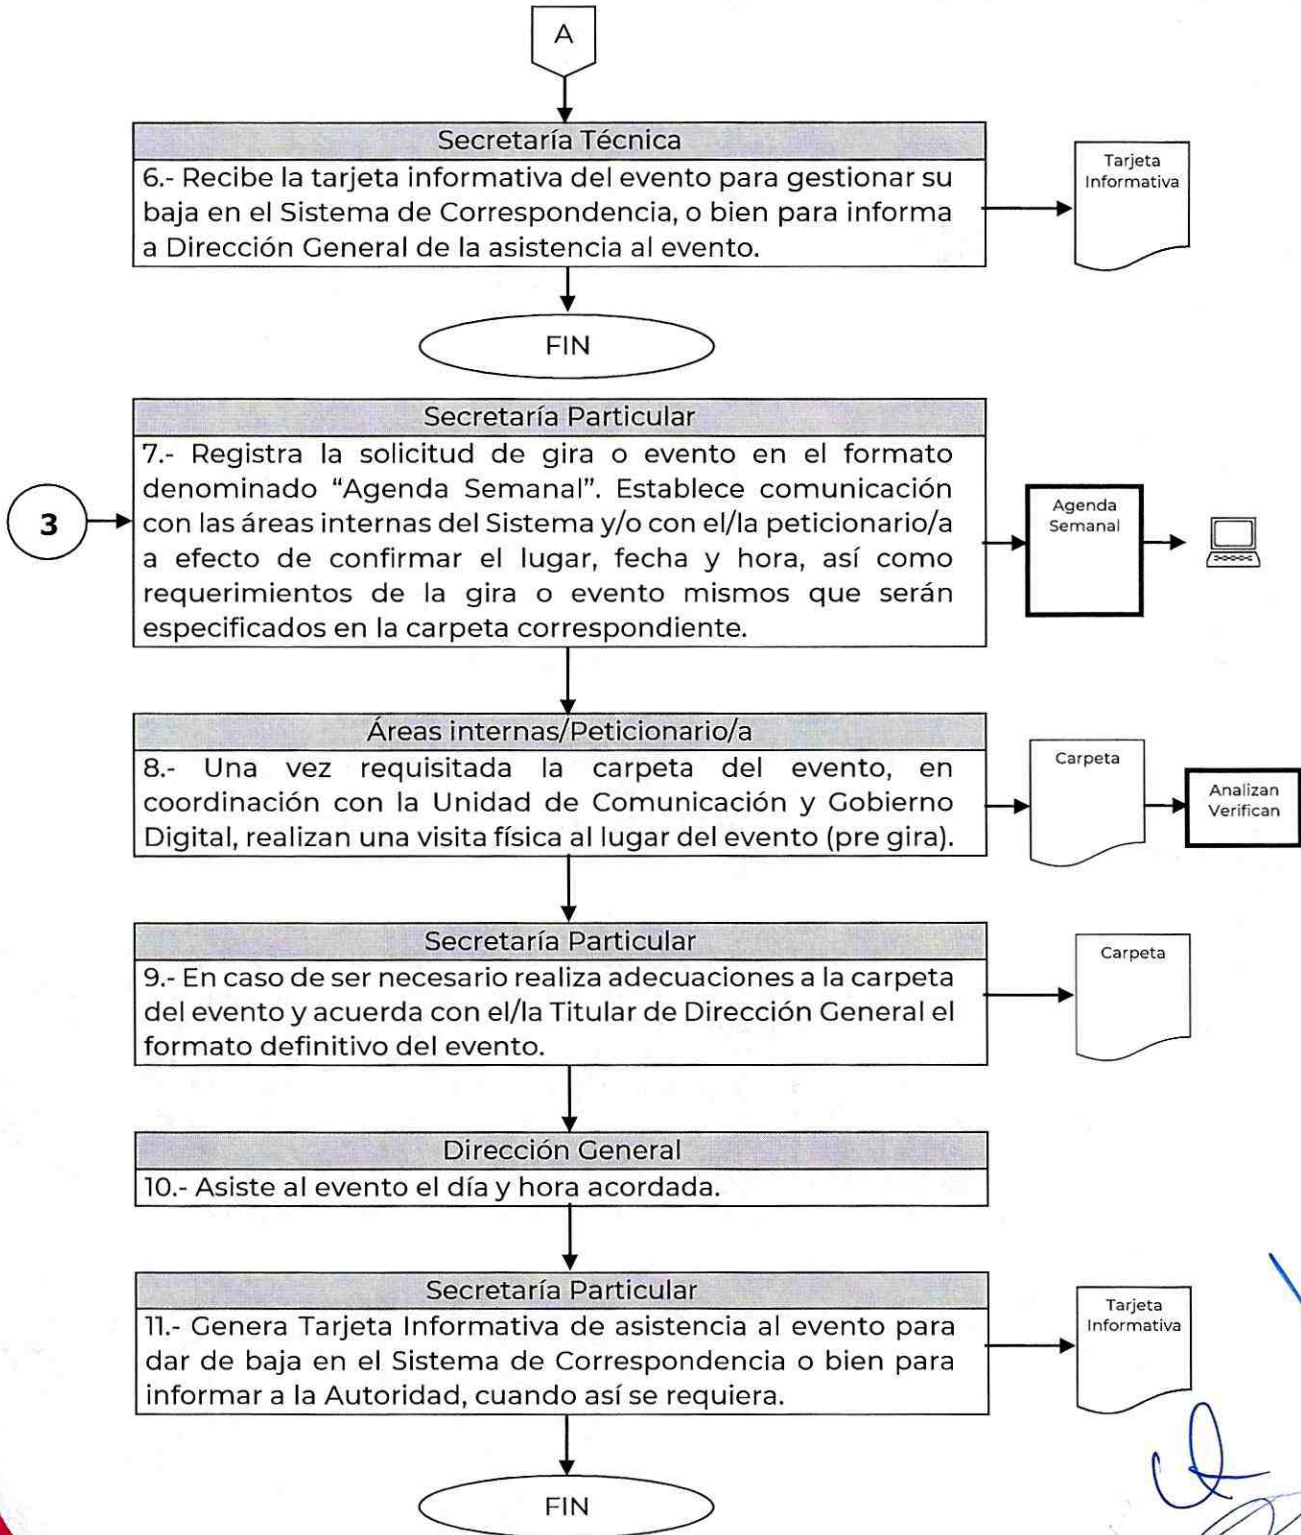 A
Secretaría Técnica
6.- Recibe la tarjeta informativa del evento para gestionar su
baja en el Sistema de Correspondencia, o bien para informa
a Dirección General de la asistencia al evento.
Tarjeta
Informativa
FIN
Secretaría Particular
7.- Registra la solicitud de gira o evento en el formato
denominado “Agenda Semanal”. Establece comunicación
con las áreas internas del Sistema y/o con el/la peticionario/a
a efecto de confirmar el lugar, fecha y hora, así como
requerimientos de la gira o evento mismos que serán
especificados en la carpeta correspondiente.
3
Agenda
Semanal
Áreas internas/Peticionario/a
8.- Una vez requisitada la carpeta del evento, en
coordinación con la Unidad de Comunicación y Gobierno
Digital, realizan una visita física al lugar del evento (pre gira).
Carpeta
Analizan
Verifican
Secretaría Particular
9.- En caso de ser necesario realiza adecuaciones a la carpeta
del evento y acuerda con el/la Titular de Dirección General el
formato definitivo del evento.
Carpeta
Dirección General
10.- Asiste al evento el día y hora acordada.
Secretaría Particular
11.- Genera Tarjeta Informativa de asistencia al evento para
dar de baja en el Sistema de Correspondencia o bien para
informar a la Autoridad, cuando así se requiera.
Tarjeta
Informativa
FIN